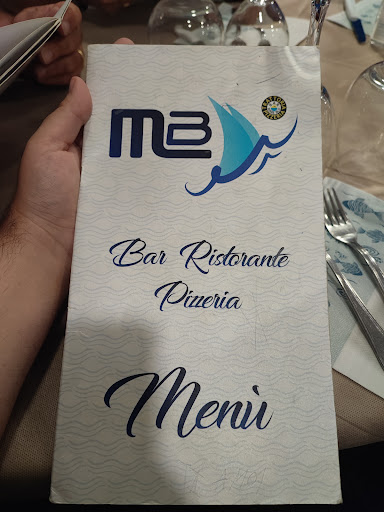 MB
Bar Ristorante
Pizzeria
Menù